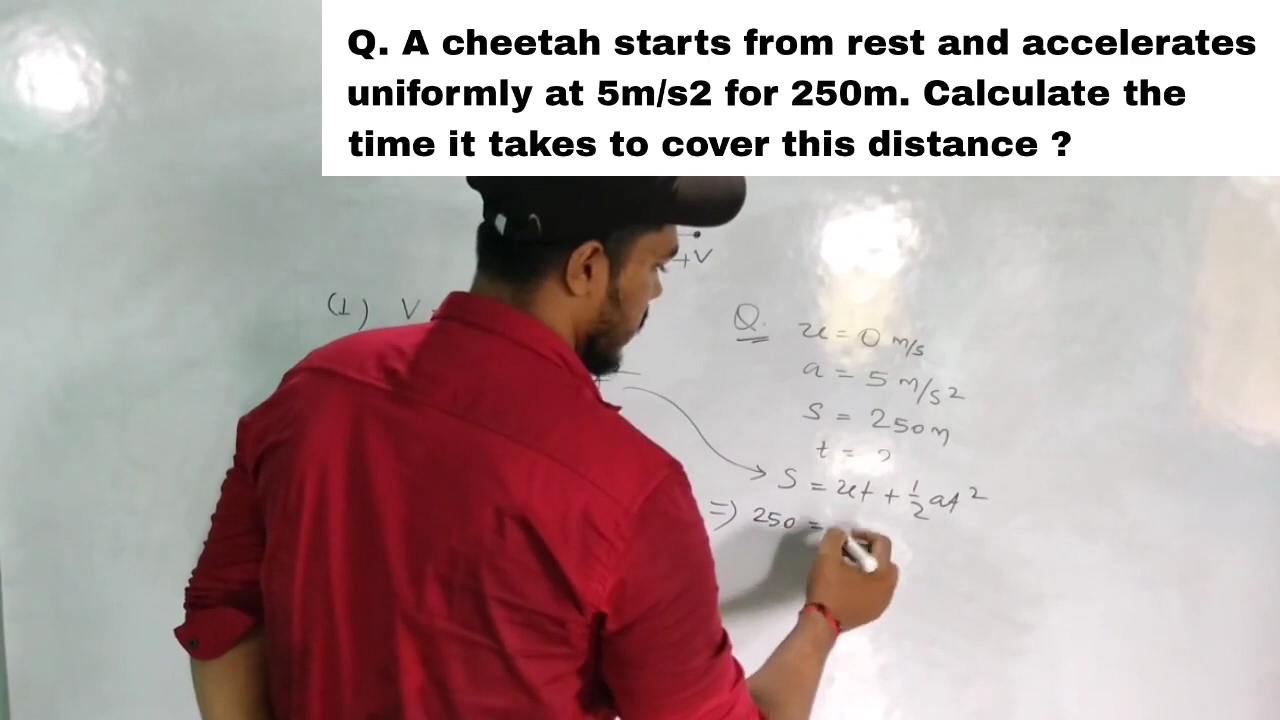 Q. A cheetah starts from rest and accelerates
uniformly at 5m/s2 for 250m. Calculate the
time it takes to cover this distance ?
+V
(1) V
Q. u = 0 m/s
a = 5 m/s²
S = 250m
t = ?
S = ut + 1/2 at²
=> 250 =